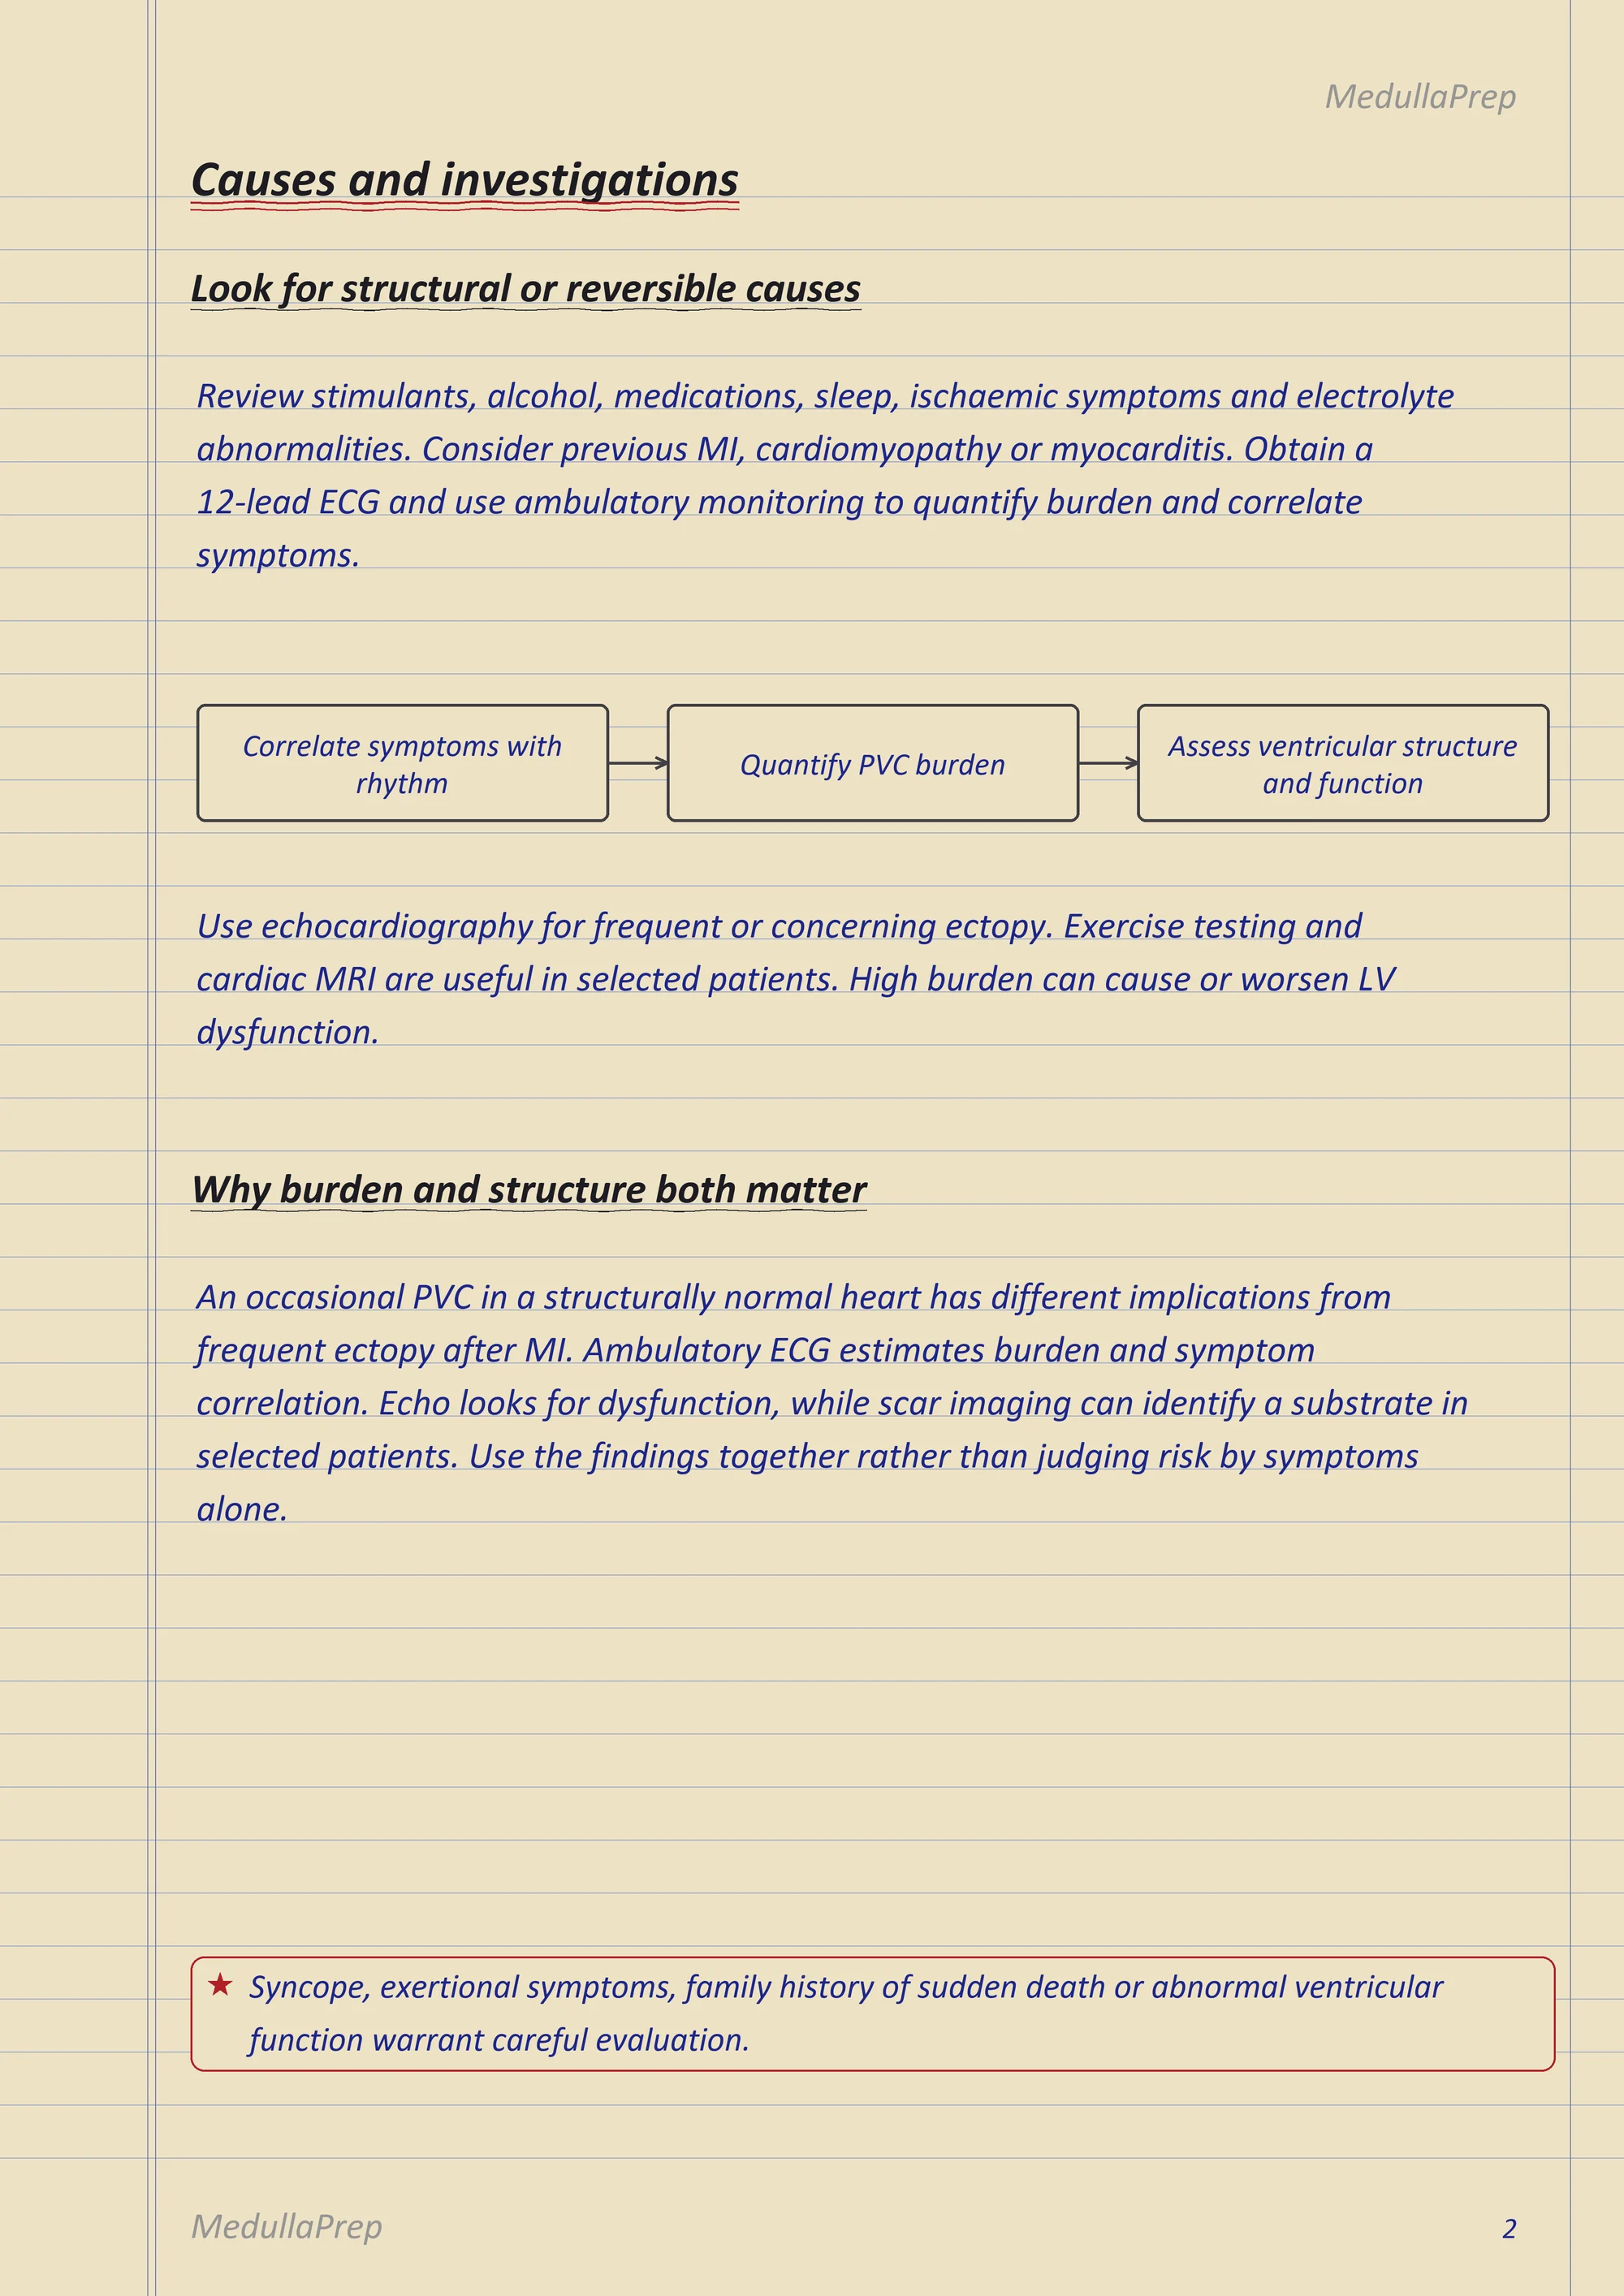 MedullaPrep
Causes and investigations
Look for structural or reversible causes
Review stimulants, alcohol, medications, sleep, ischaemic symptoms and electrolyte
abnormalities. Consider previous MI, cardiomyopathy or myocarditis. Obtain a
12-lead ECG and use ambulatory monitoring to quantify burden and correlate
symptoms.
Correlate symptoms with
rhythm
Quantify PVC burden
Assess ventricular structure
and function
Use echocardiography for frequent or concerning ectopy. Exercise testing and
cardiac MRI are useful in selected patients. High burden can cause or worsen LV
dysfunction.
Why burden and structure both matter
An occasional PVC in a structurally normal heart has different implications from
frequent ectopy after MI. Ambulatory ECG estimates burden and symptom
correlation. Echo looks for dysfunction, while scar imaging can identify a substrate in
selected patients. Use the findings together rather than judging risk by symptoms
alone.
★ Syncope, exertional symptoms, family history of sudden death or abnormal ventricular
function warrant careful evaluation.
MedullaPrep
2